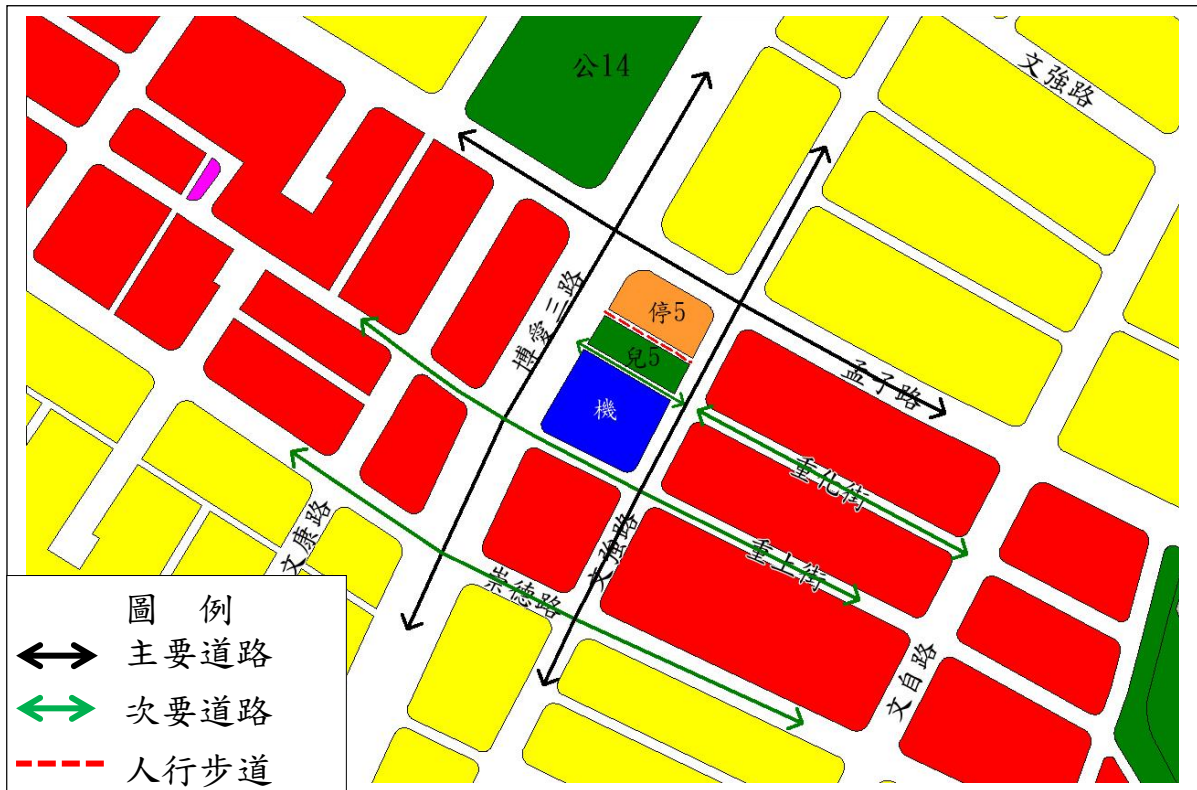 公14
文強路
博愛三路
停5
兒5
孟子路
機
重化街
文強路
重上街
文康路
崇德路
文自路
圖 例
主要道路
次要道路
人行步道